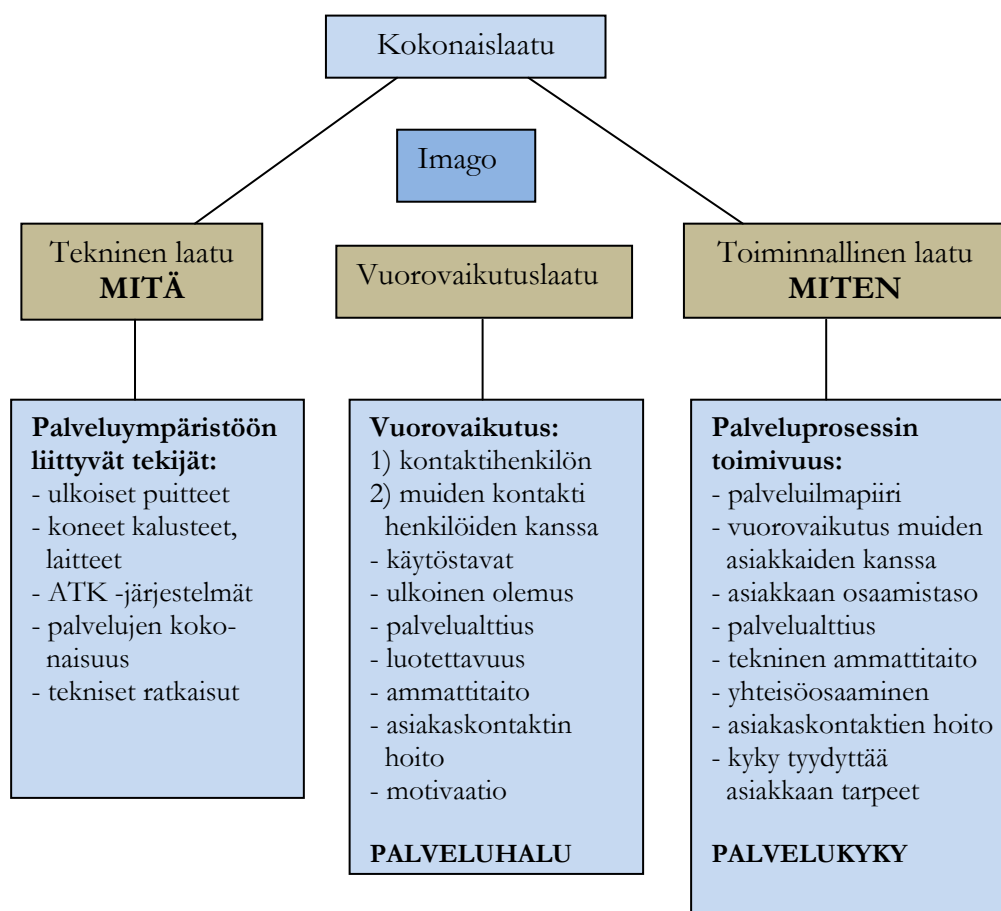 Kokonaislaatu
Imago
Tekninen laatu
MITÄ
Vuorovaikutuslaatu
Toiminnallinen laatu
MITEN
Palveluympäristöön
liittyvät tekijät:
- ulkoiset puitteet
- koneet kalusteet,
laitteet
- ATK -järjestelmät
- palvelujen koko-
naisuus
- tekniset ratkaisut
Vuorovaikutus:
1) kontaktihenkilön
2) muiden kontakti
henkilöiden kanssa
- käytöstavat
- ulkoinen olemus
- palvelualttius
- luotettavuus
- ammattitaito
- asiakaskontaktin
hoito
- motivaatio
PALVELUHALU
Palveluprosessin
toimivuus:
- palveluilmapiiri
- vuorovaikutus muiden
asiakkaiden kanssa
- asiakkaan osaamistaso
- palvelualttius
- tekninen ammattitaito
- yhteisöosaaminen
- asiakaskontaktien hoito
- kyky tyydyttää
asiakkaan tarpeet
PALVELUKYKY